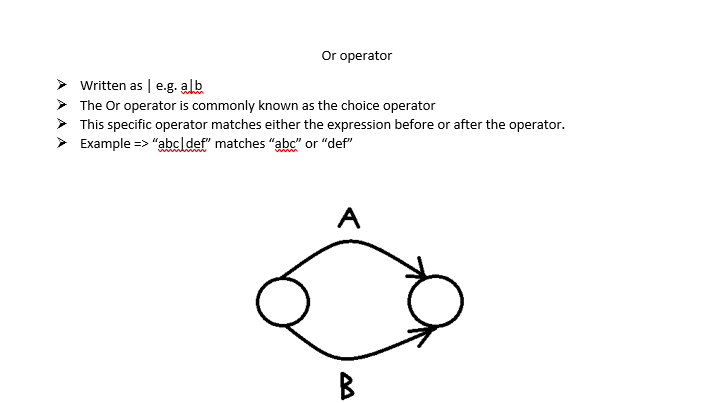 Or operator
➢ Written as | e.g. a|b
➢ The Or operator is commonly known as the choice operator
➢ This specific operator matches either the expression before or after the operator.
➢ Example => “abc|def” matches “abc” or “def”
A
B